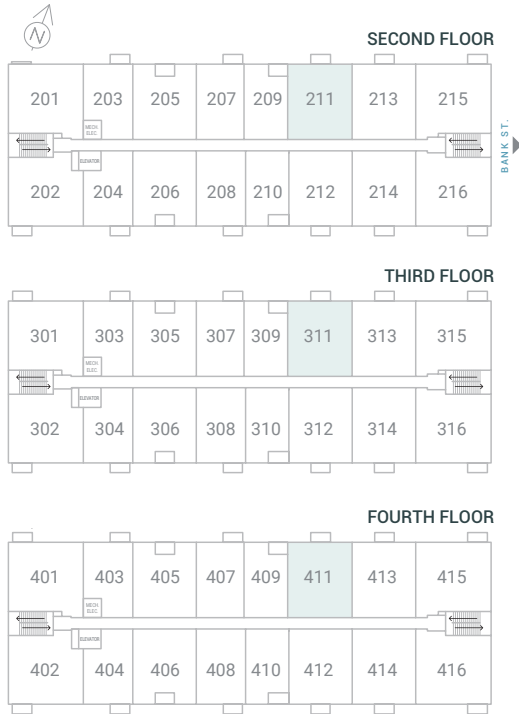 N
SECOND FLOOR
201 203 205 207 209 211 213 215
MECH.
ELEC.
ELEVATOR
BANK ST.
202 204 206 208 210 212 214 216
THIRD FLOOR
301 303 305 307 309 311 313 315
MECH.
ELEC.
ELEVATOR
302 304 306 308 310 312 314 316
FOURTH FLOOR
401 403 405 407 409 411 413 415
MECH.
ELEC.
ELEVATOR
402 404 406 408 410 412 414 416